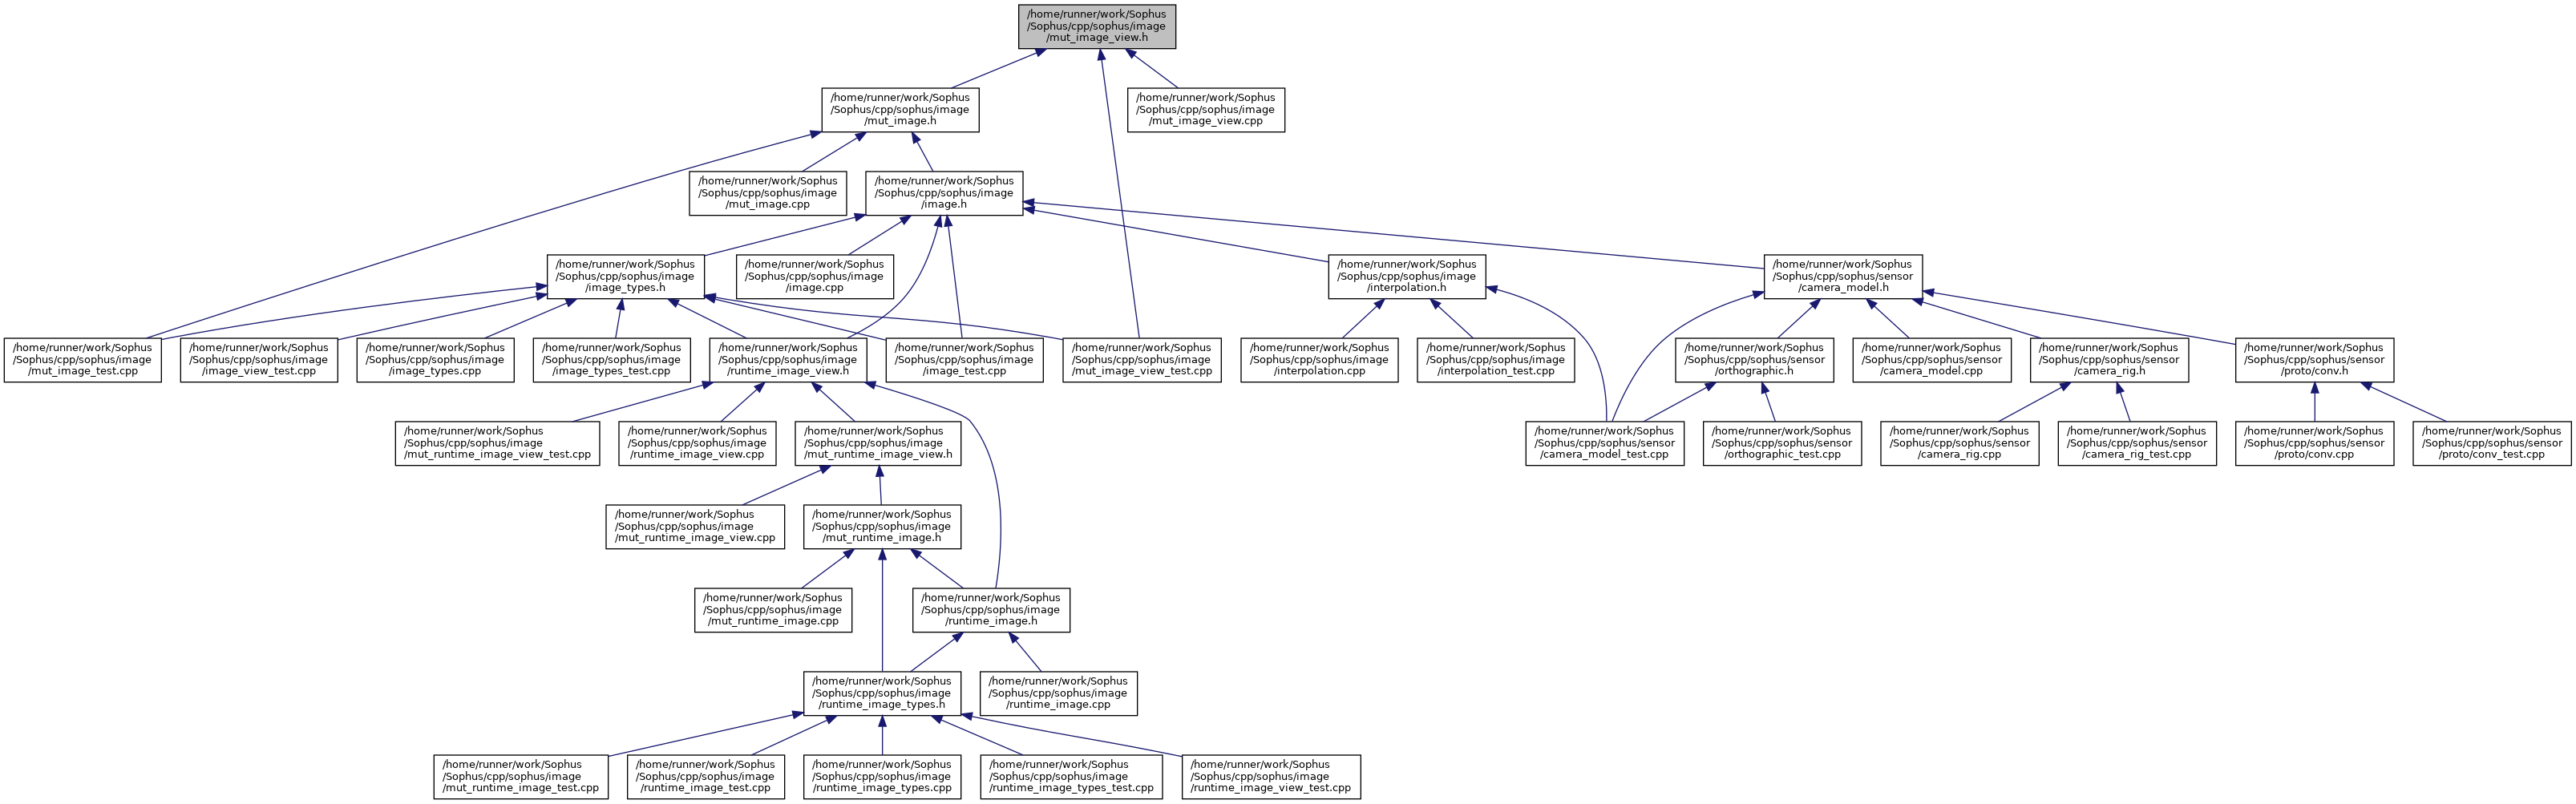 /home/runner/work/Sophus
/Sophus/cpp/sophus/image
/mut_image_view.h
/home/runner/work/Sophus
/Sophus/cpp/sophus/image
/mut_image.h
/home/runner/work/Sophus
/Sophus/cpp/sophus/image
/mut_image_view.cpp
/home/runner/work/Sophus
/Sophus/cpp/sophus/image
/mut_image.cpp
/home/runner/work/Sophus
/Sophus/cpp/sophus/image
/image.h
/home/runner/work/Sophus
/Sophus/cpp/sophus/image
/image_types.h
/home/runner/work/Sophus
/Sophus/cpp/sophus/image
/image.cpp
/home/runner/work/Sophus
/Sophus/cpp/sophus/image
/interpolation.h
/home/runner/work/Sophus
/Sophus/cpp/sophus/sensor
/camera_model.h
/home/runner/work/Sophus
/Sophus/cpp/sophus/image
/mut_image_test.cpp
/home/runner/work/Sophus
/Sophus/cpp/sophus/image
/image_view_test.cpp
/home/runner/work/Sophus
/Sophus/cpp/sophus/image
/image_types.cpp
/home/runner/work/Sophus
/Sophus/cpp/sophus/image
/image_types_test.cpp
/home/runner/work/Sophus
/Sophus/cpp/sophus/image
/runtime_image_view.h
/home/runner/work/Sophus
/Sophus/cpp/sophus/image
/image_test.cpp
/home/runner/work/Sophus
/Sophus/cpp/sophus/image
/mut_image_view_test.cpp
/home/runner/work/Sophus
/Sophus/cpp/sophus/image
/interpolation.cpp
/home/runner/work/Sophus
/Sophus/cpp/sophus/image
/interpolation_test.cpp
/home/runner/work/Sophus
/Sophus/cpp/sophus/sensor
/orthographic.h
/home/runner/work/Sophus
/Sophus/cpp/sophus/sensor
/camera_model.cpp
/home/runner/work/Sophus
/Sophus/cpp/sophus/sensor
/camera_rig.h
/home/runner/work/Sophus
/Sophus/cpp/sophus/sensor
/proto/conv.h
/home/runner/work/Sophus
/Sophus/cpp/sophus/image
/mut_runtime_image_view_test.cpp
/home/runner/work/Sophus
/Sophus/cpp/sophus/image
/runtime_image_view.cpp
/home/runner/work/Sophus
/Sophus/cpp/sophus/image
/mut_runtime_image_view.h
/home/runner/work/Sophus
/Sophus/cpp/sophus/sensor
/camera_model_test.cpp
/home/runner/work/Sophus
/Sophus/cpp/sophus/sensor
/orthographic_test.cpp
/home/runner/work/Sophus
/Sophus/cpp/sophus/sensor
/camera_rig.cpp
/home/runner/work/Sophus
/Sophus/cpp/sophus/sensor
/camera_rig_test.cpp
/home/runner/work/Sophus
/Sophus/cpp/sophus/sensor
/proto/conv.cpp
/home/runner/work/Sophus
/Sophus/cpp/sophus/sensor
/proto/conv_test.cpp
/home/runner/work/Sophus
/Sophus/cpp/sophus/image
/mut_runtime_image_view.cpp
/home/runner/work/Sophus
/Sophus/cpp/sophus/image
/mut_runtime_image.h
/home/runner/work/Sophus
/Sophus/cpp/sophus/image
/mut_runtime_image.cpp
/home/runner/work/Sophus
/Sophus/cpp/sophus/image
/runtime_image.h
/home/runner/work/Sophus
/Sophus/cpp/sophus/image
/runtime_image_types.h
/home/runner/work/Sophus
/Sophus/cpp/sophus/image
/runtime_image.cpp
/home/runner/work/Sophus
/Sophus/cpp/sophus/image
/mut_runtime_image_test.cpp
/home/runner/work/Sophus
/Sophus/cpp/sophus/image
/runtime_image_test.cpp
/home/runner/work/Sophus
/Sophus/cpp/sophus/image
/runtime_image_types.cpp
/home/runner/work/Sophus
/Sophus/cpp/sophus/image
/runtime_image_types_test.cpp
/home/runner/work/Sophus
/Sophus/cpp/sophus/image
/runtime_image_view_test.cpp